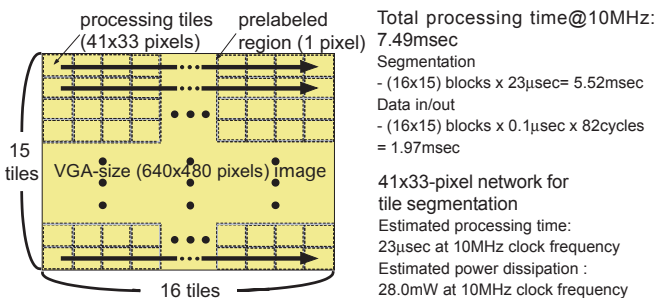 processing tiles
(41x33 pixels)
prelabeled
region (1 pixel)
15
tiles
VGA-size (640x480 pixels) image
16 tiles
Total processing time@10MHz:
7.49msec
Segmentation
- (16x15) blocks x 23μsec= 5.52msec
Data in/out
- (16x15) blocks x 0.1μsec x 82cycles
= 1.97msec
41x33-pixel network for
tile segmentation
Estimated processing time:
23μsec at 10MHz clock frequency
Estimated power dissipation :
28.0mW at 10MHz clock frequency